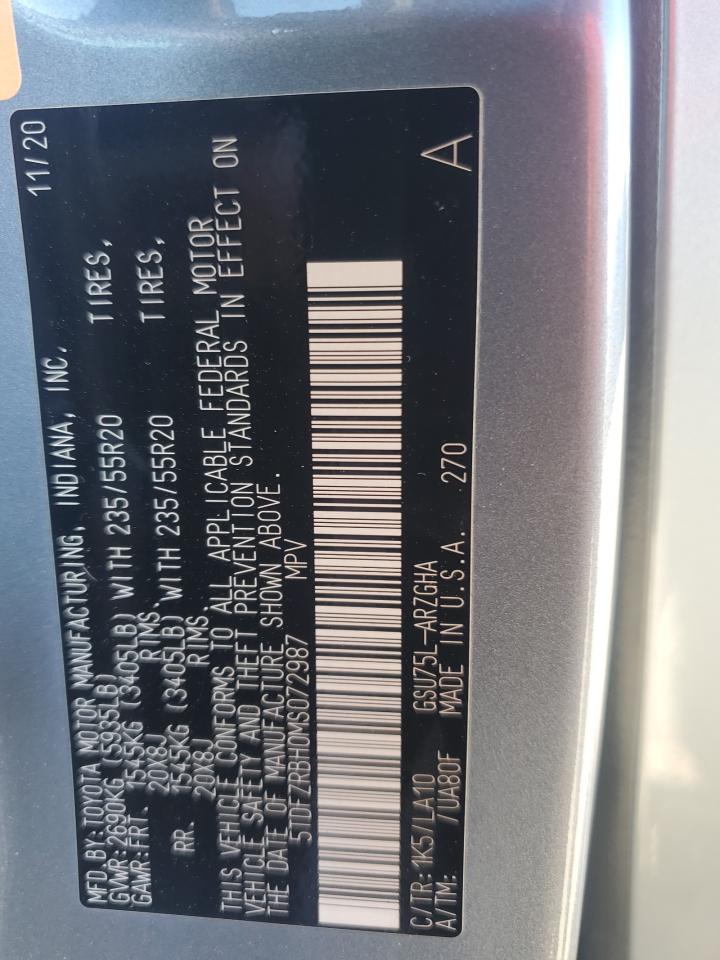 MFD.BY:TOYOTA MOTOR MANUFACTURING, INDIANA, INC. 11/20
GVWR:2690KG (5935LB)
GAWR:FRT. 1545KG (3405LB) WITH 235/55R20 TIRES,
20X8J RIMS.
RR. 1545KG (3405LB) WITH 235/55R20 TIRES,
20X8J RIMS.
THIS VEHICLE CONFORMS TO ALL APPLICABLE FEDERAL MOTOR
VEHICLE SAFETY AND THEFT PREVENTION STANDARDS IN EFFECT ON
THE DATE OF MANUFACTURE SHOWN ABOVE.
5TDFZRBH0MS072987 MPV
C/TR: 1K5/LA10 GSU75L-ARZGHA
A/TM: /UA80F MADE IN U.S.A. 270 A